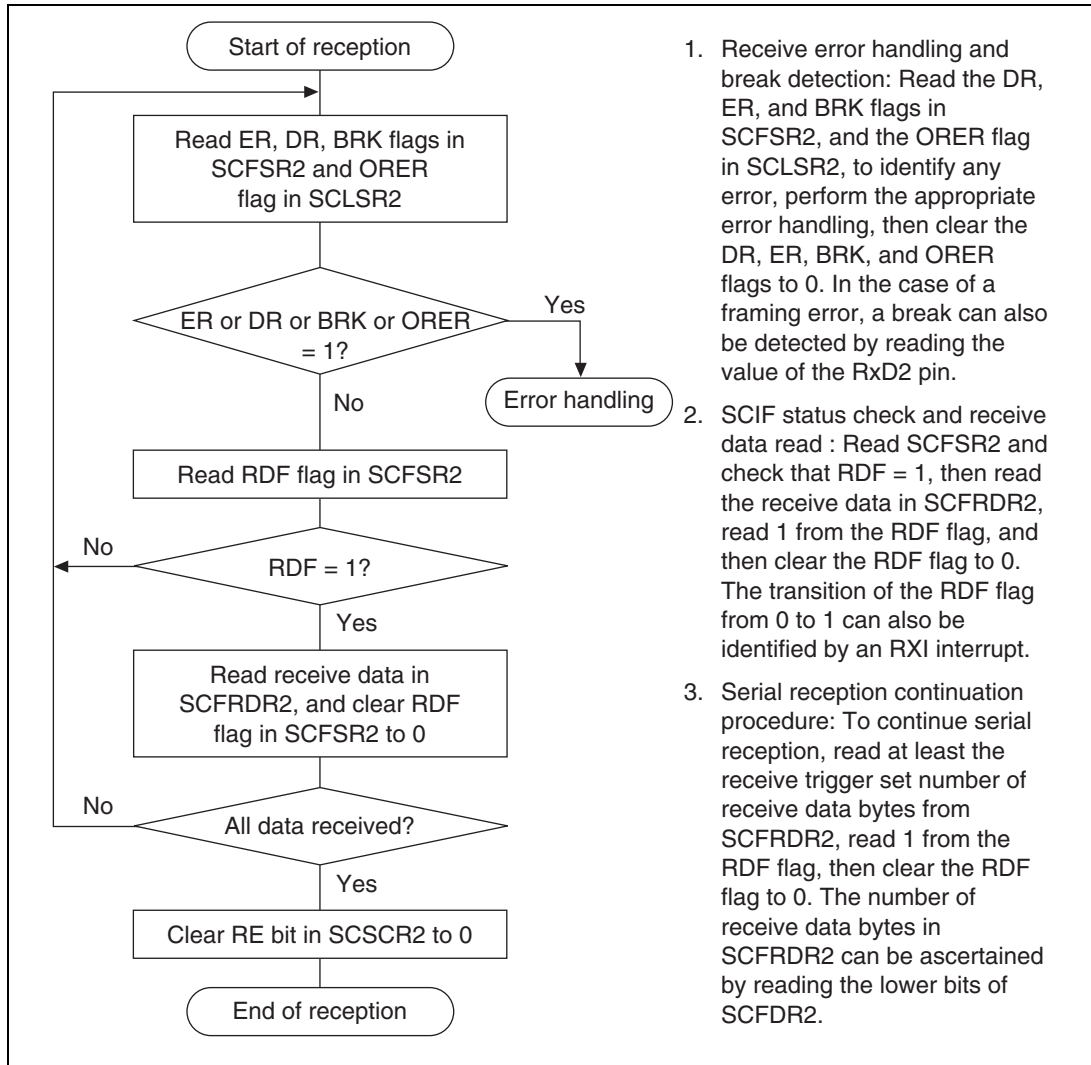 Start of reception
Read ER, DR, BRK flags in
SCFSR2 and ORER
flag in SCLSR2
ER or DR or BRK or ORER
= 1?
Yes
Error handling
No
Read RDF flag in SCFSR2
No
RDF = 1?
Yes
Read receive data in
SCFRDR2, and clear RDF
flag in SCFSR2 to 0
No
All data received?
Yes
Clear RE bit in SCSCR2 to 0
End of reception
1. Receive error handling and
break detection: Read the DR,
ER, and BRK flags in
SCFSR2, and the ORER flag
in SCLSR2, to identify any
error, perform the appropriate
error handling, then clear the
DR, ER, BRK, and ORER
flags to 0. In the case of a
framing error, a break can also
be detected by reading the
value of the RxD2 pin.
2. SCIF status check and receive
data read : Read SCFSR2 and
check that RDF = 1, then read
the receive data in SCFRDR2,
read 1 from the RDF flag, and
then clear the RDF flag to 0.
The transition of the RDF flag
from 0 to 1 can also be
identified by an RXI interrupt.
3. Serial reception continuation
procedure: To continue serial
reception, read at least the
receive trigger set number of
receive data bytes from
SCFRDR2, read 1 from the
RDF flag, then clear the RDF
flag to 0. The number of
receive data bytes in
SCFRDR2 can be ascertained
by reading the lower bits of
SCFDR2.